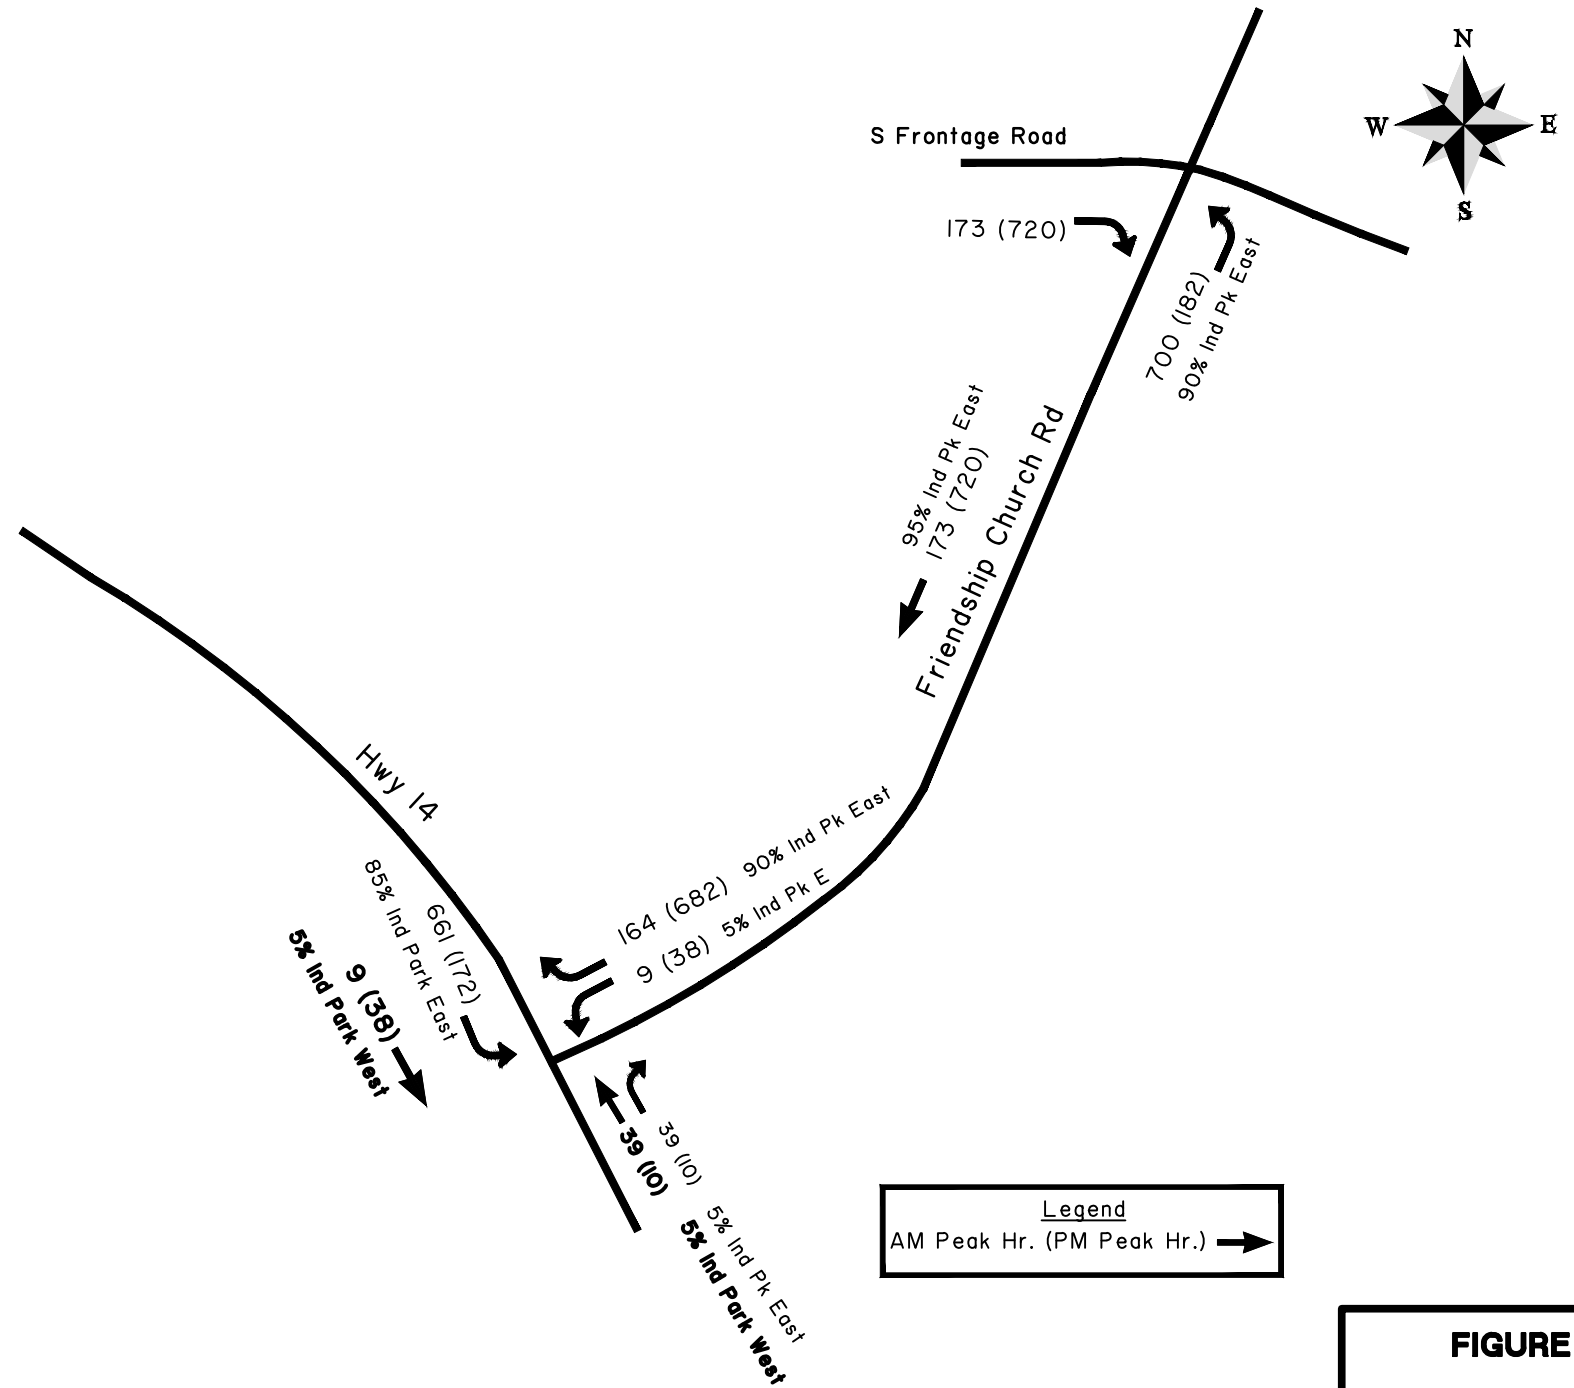 N
W
E
S
S Frontage Road
173 (720)
700 (182)
90% Ind Pk East
95% Ind Pk East
173 (720)
Friendship Church Rd
Hwy 14
164 (682) 90% Ind Pk East
9 (38) 5% Ind Pk E
661 (172)
85% Ind Park East
9 (38)
5% Ind Park West
39 (10) 5% Ind Pk East
39 (10) 5% Ind Park West
Legend
AM Peak Hr. (PM Peak Hr.)
FIGURE